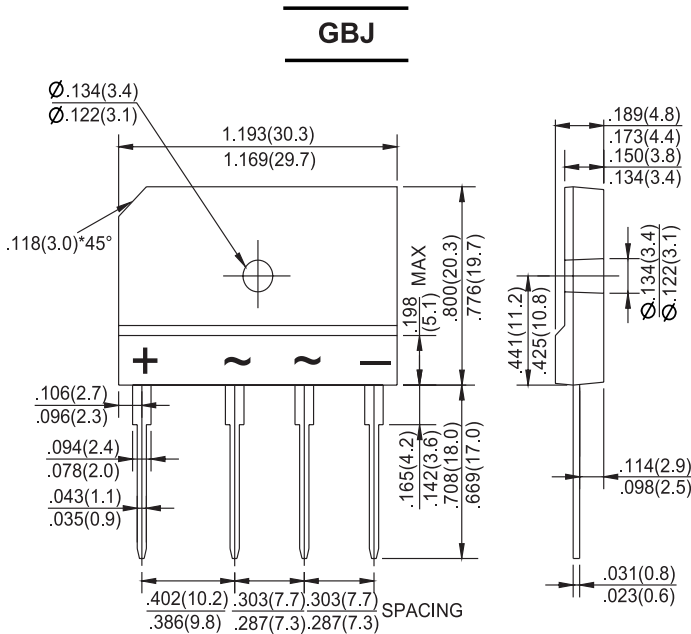 GBJ
Ø.134(3.4)
Ø.122(3.1)
1.193(30.3)
1.169(29.7)
.118(3.0)*45°
.189(4.8)
.173(4.4)
.150(3.8)
.134(3.4)
.198 MAX
(5.1)
.800(20.3)
.776(19.7)
.441(11.2)
.425(10.8)
Ø.134(3.4)
Ø.122(3.1)
+ ~ ~ —
.106(2.7)
.096(2.3)
.094(2.4)
.078(2.0)
.043(1.1)
.035(0.9)
.165(4.2)
.142(3.6)
.708(18.0)
.669(17.0)
.114(2.9)
.098(2.5)
.031(0.8)
.023(0.6)
.402(10.2) .303(7.7) .303(7.7)
.386(9.8) .287(7.3) .287(7.3)
SPACING